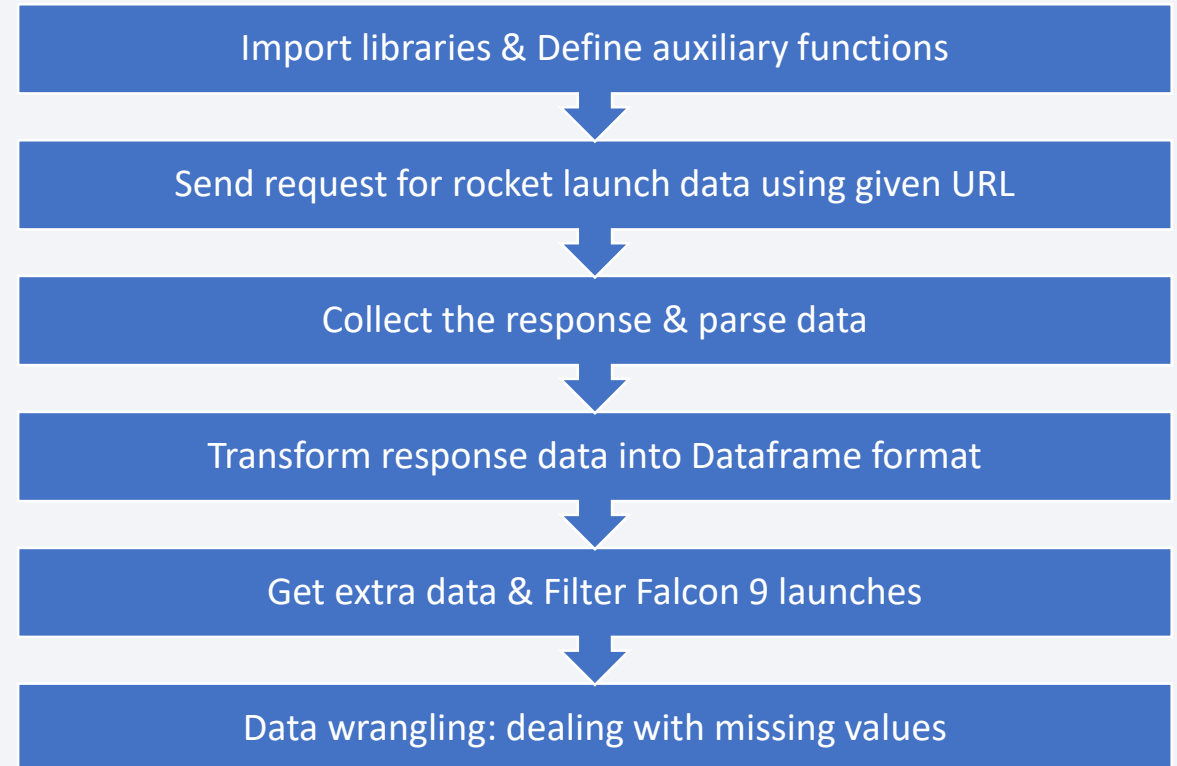 Import libraries & Define auxiliary functions
Send request for rocket launch data using given URL
Collect the response & parse data
Transform response data into Dataframe format
Get extra data & Filter Falcon 9 launches
Data wrangling: dealing with missing values